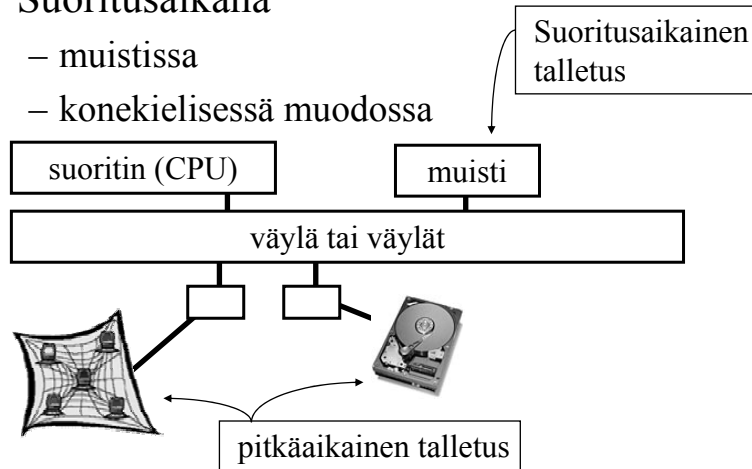 Suoritusaikana
– muistissa
– konekielisessä muodossa
Suoritusaikainen
talletus
suoritin (CPU)
muisti
väylä tai väylät
pitkäaikainen talletus